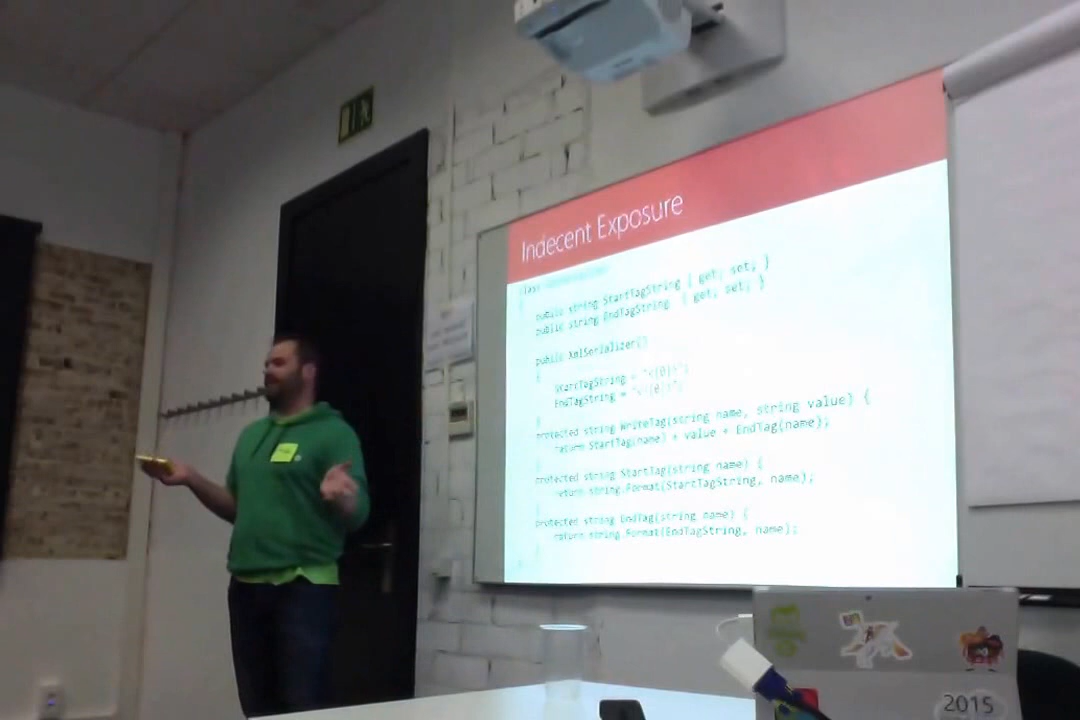 Indecent Exposure
class
public string StartTagString { get; set; }
public string EndTagString { get; set; }
public XmlSerializer()
{
StartTagString = "<{0}>";
EndTagString = "</{0}>";
}
protected string WriteTag(string name, string value) {
return StartTag(name) + value + EndTag(name);
}
protected string StartTag(string name) {
return string.Format(StartTagString, name);
}
protected string EndTag(string name) {
return string.Format(EndTagString, name);
}
2015